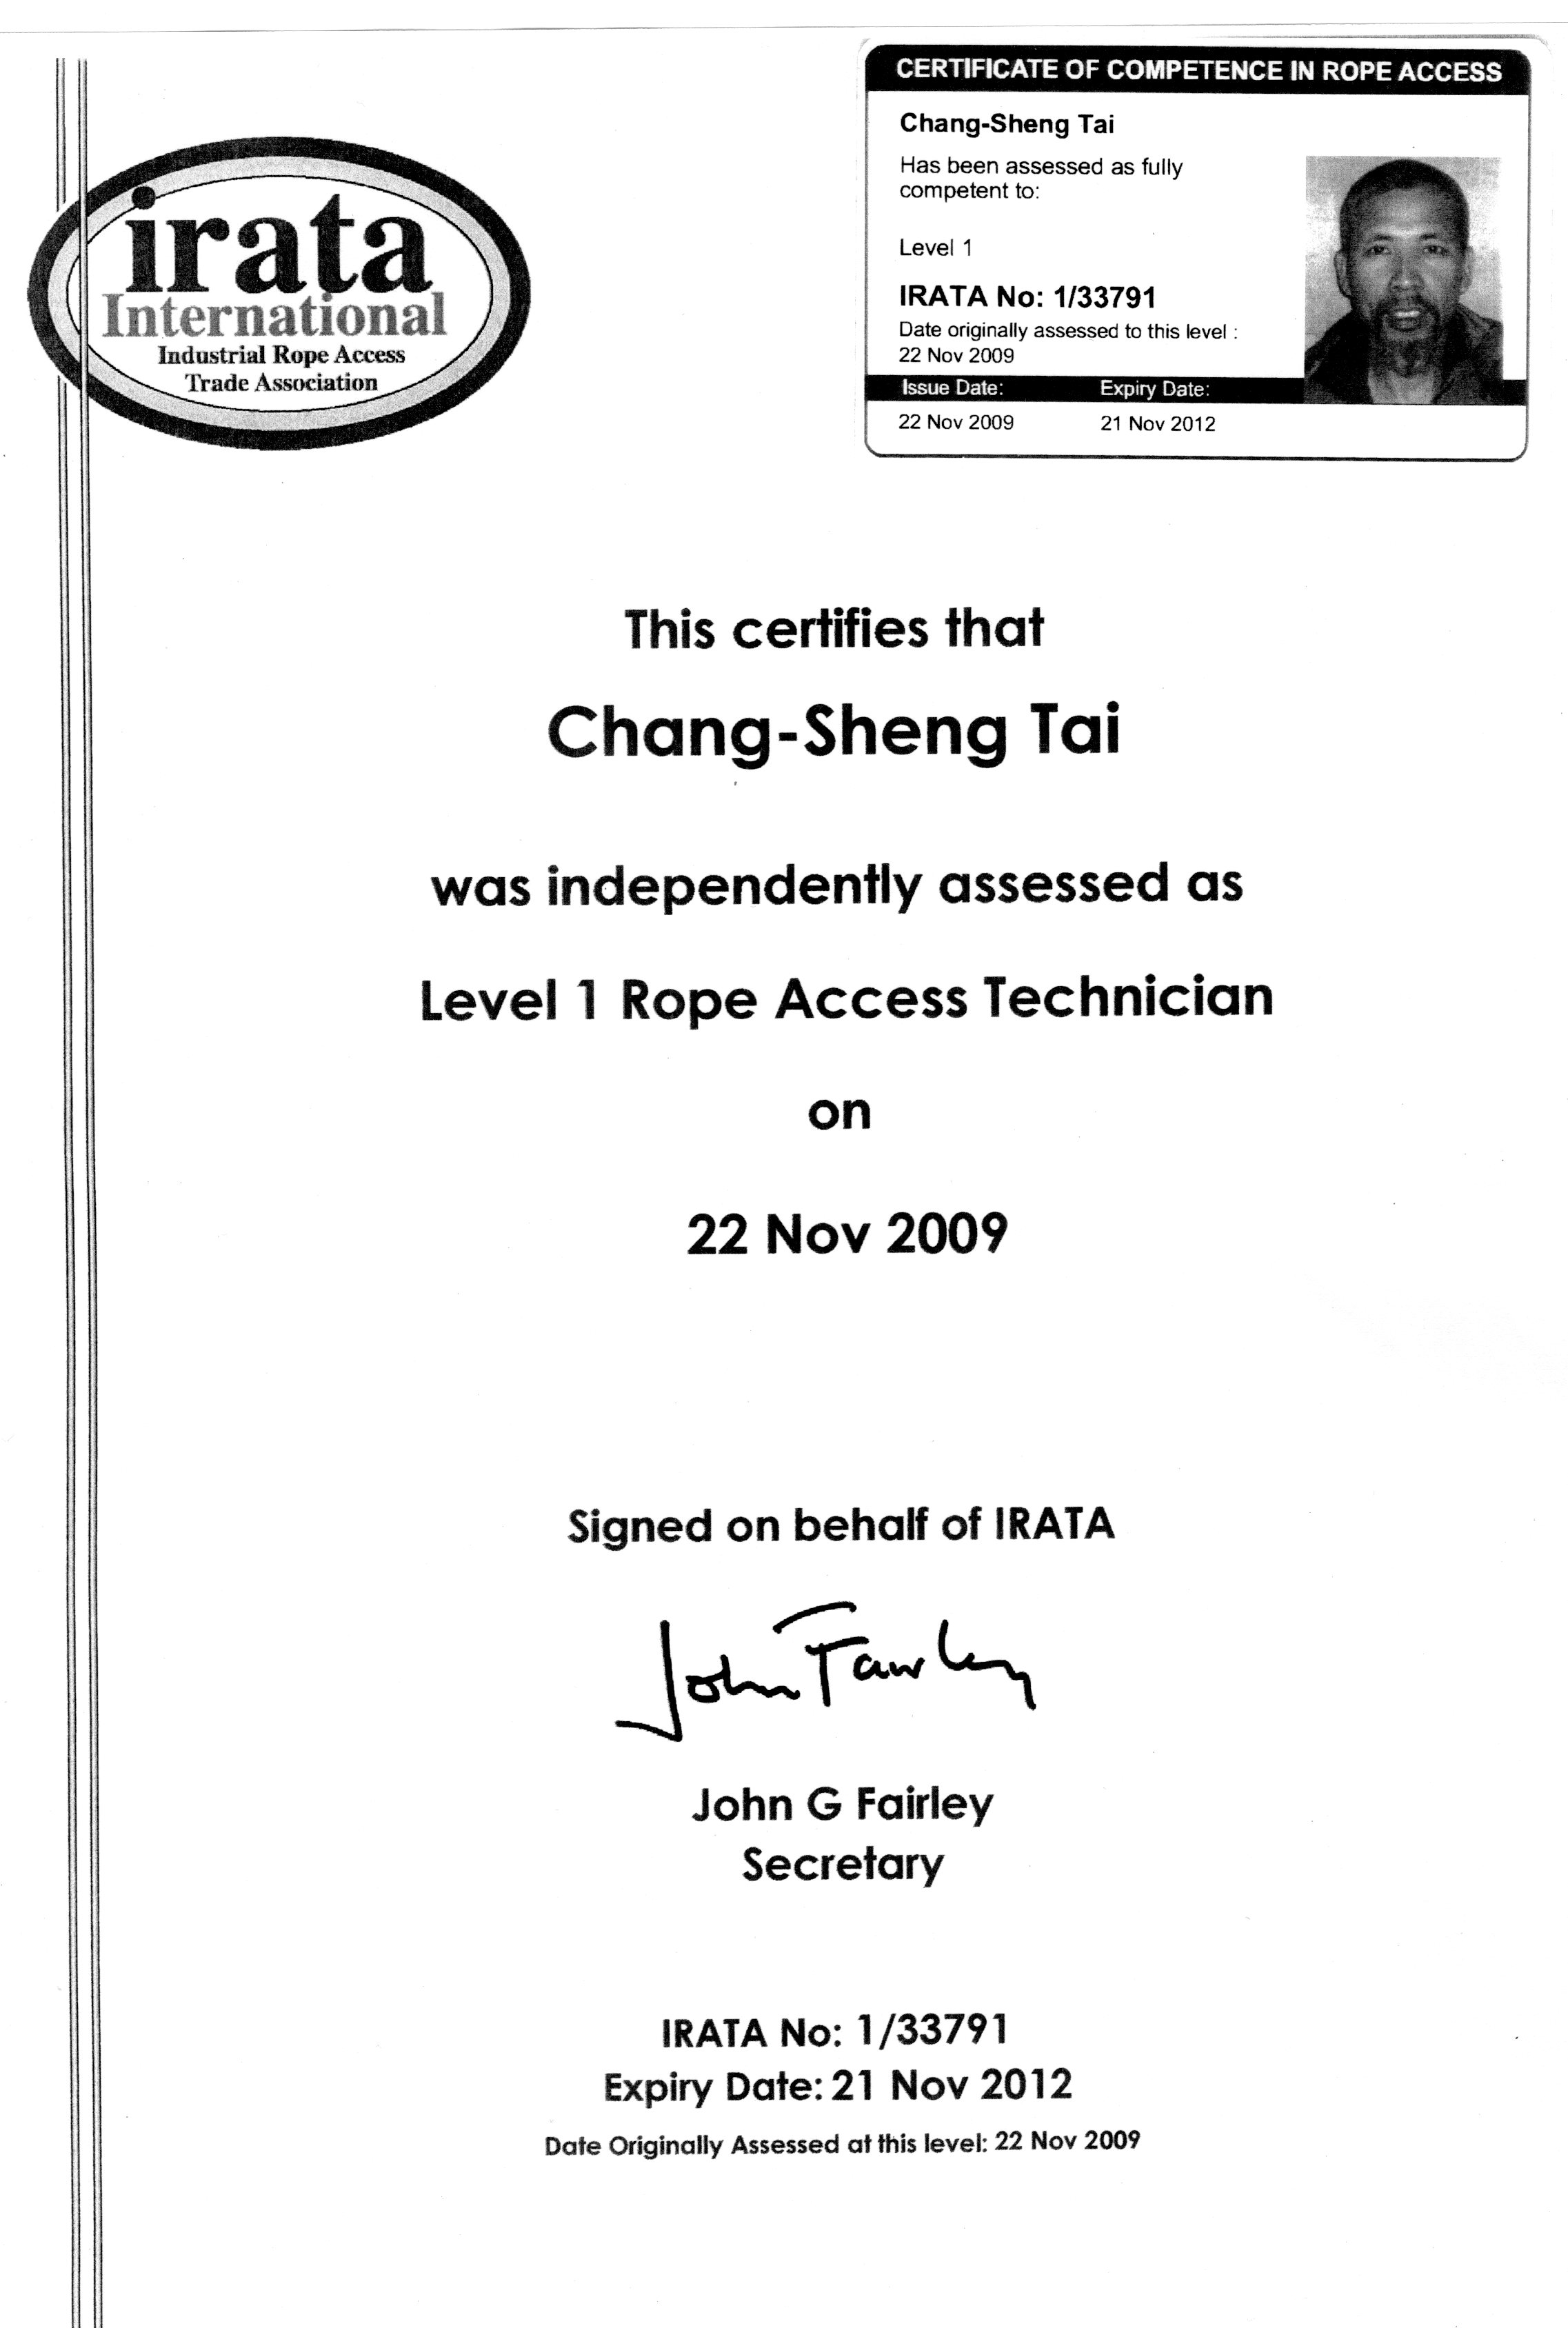 irata
International
Industrial Rope Access
Trade Association
CERTIFICATE OF COMPETENCE IN ROPE ACCESS
Chang-Sheng Tai
Has been assessed as fully
competent to:
Level 1
IRATA No: 1/33791
Date originally assessed to this level :
22 Nov 2009
Issue Date: Expiry Date:
22 Nov 2009 21 Nov 2012
This certifies that
Chang-Sheng Tai
was independently assessed as
Level 1 Rope Access Technician
on
22 Nov 2009
Signed on behalf of IRATA
John Fairley
John G Fairley
Secretary
IRATA No: 1/33791
Expiry Date: 21 Nov 2012
Date Originally Assessed at this level: 22 Nov 2009